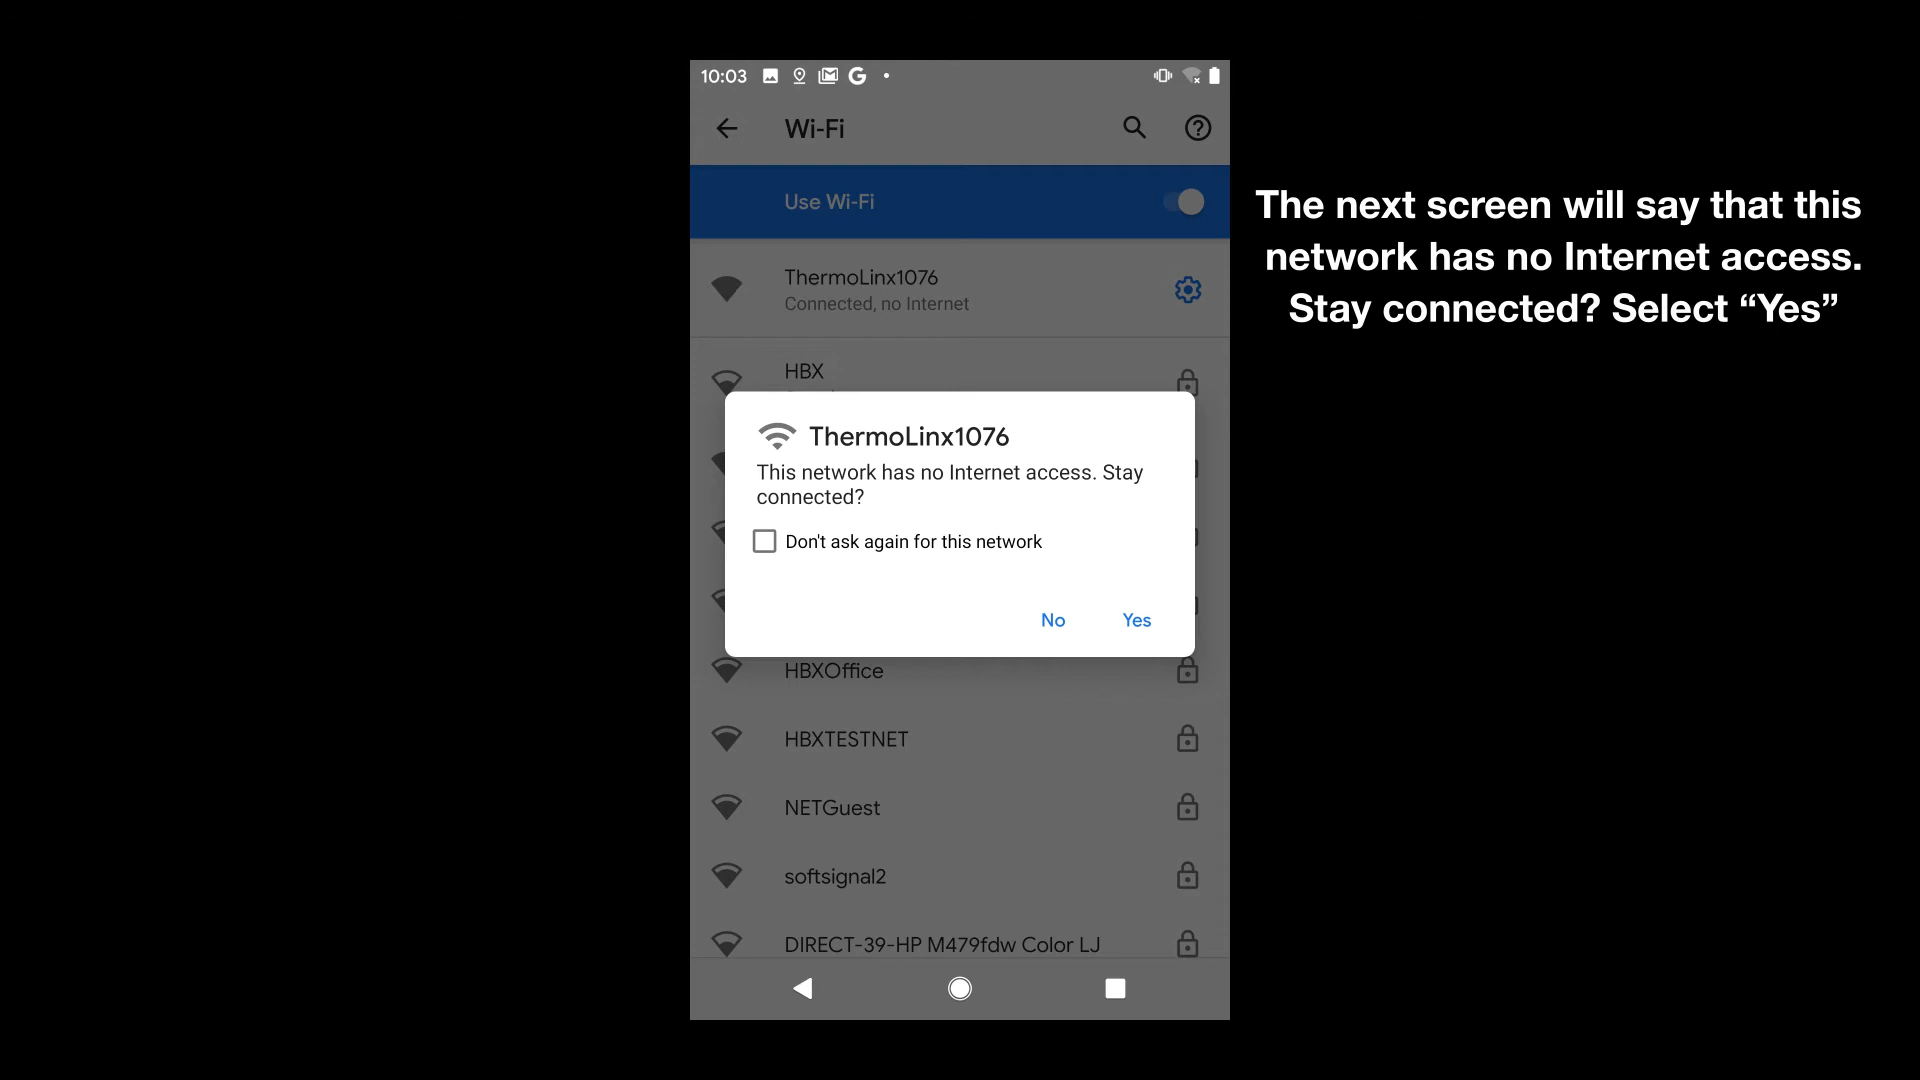 10:03
Wi-Fi
Use Wi-Fi
ThermoLinx1076
Connected, no Internet
HBX
ThermoLinx1076
This network has no Internet access. Stay
connected?
Don't ask again for this network
No Yes
HBXOffice
HBXTESTNET
NETGuest
softsignal2
DIRECT-39-HP M479fdw Color LJ
The next screen will say that this
network has no Internet access.
Stay connected? Select “Yes”